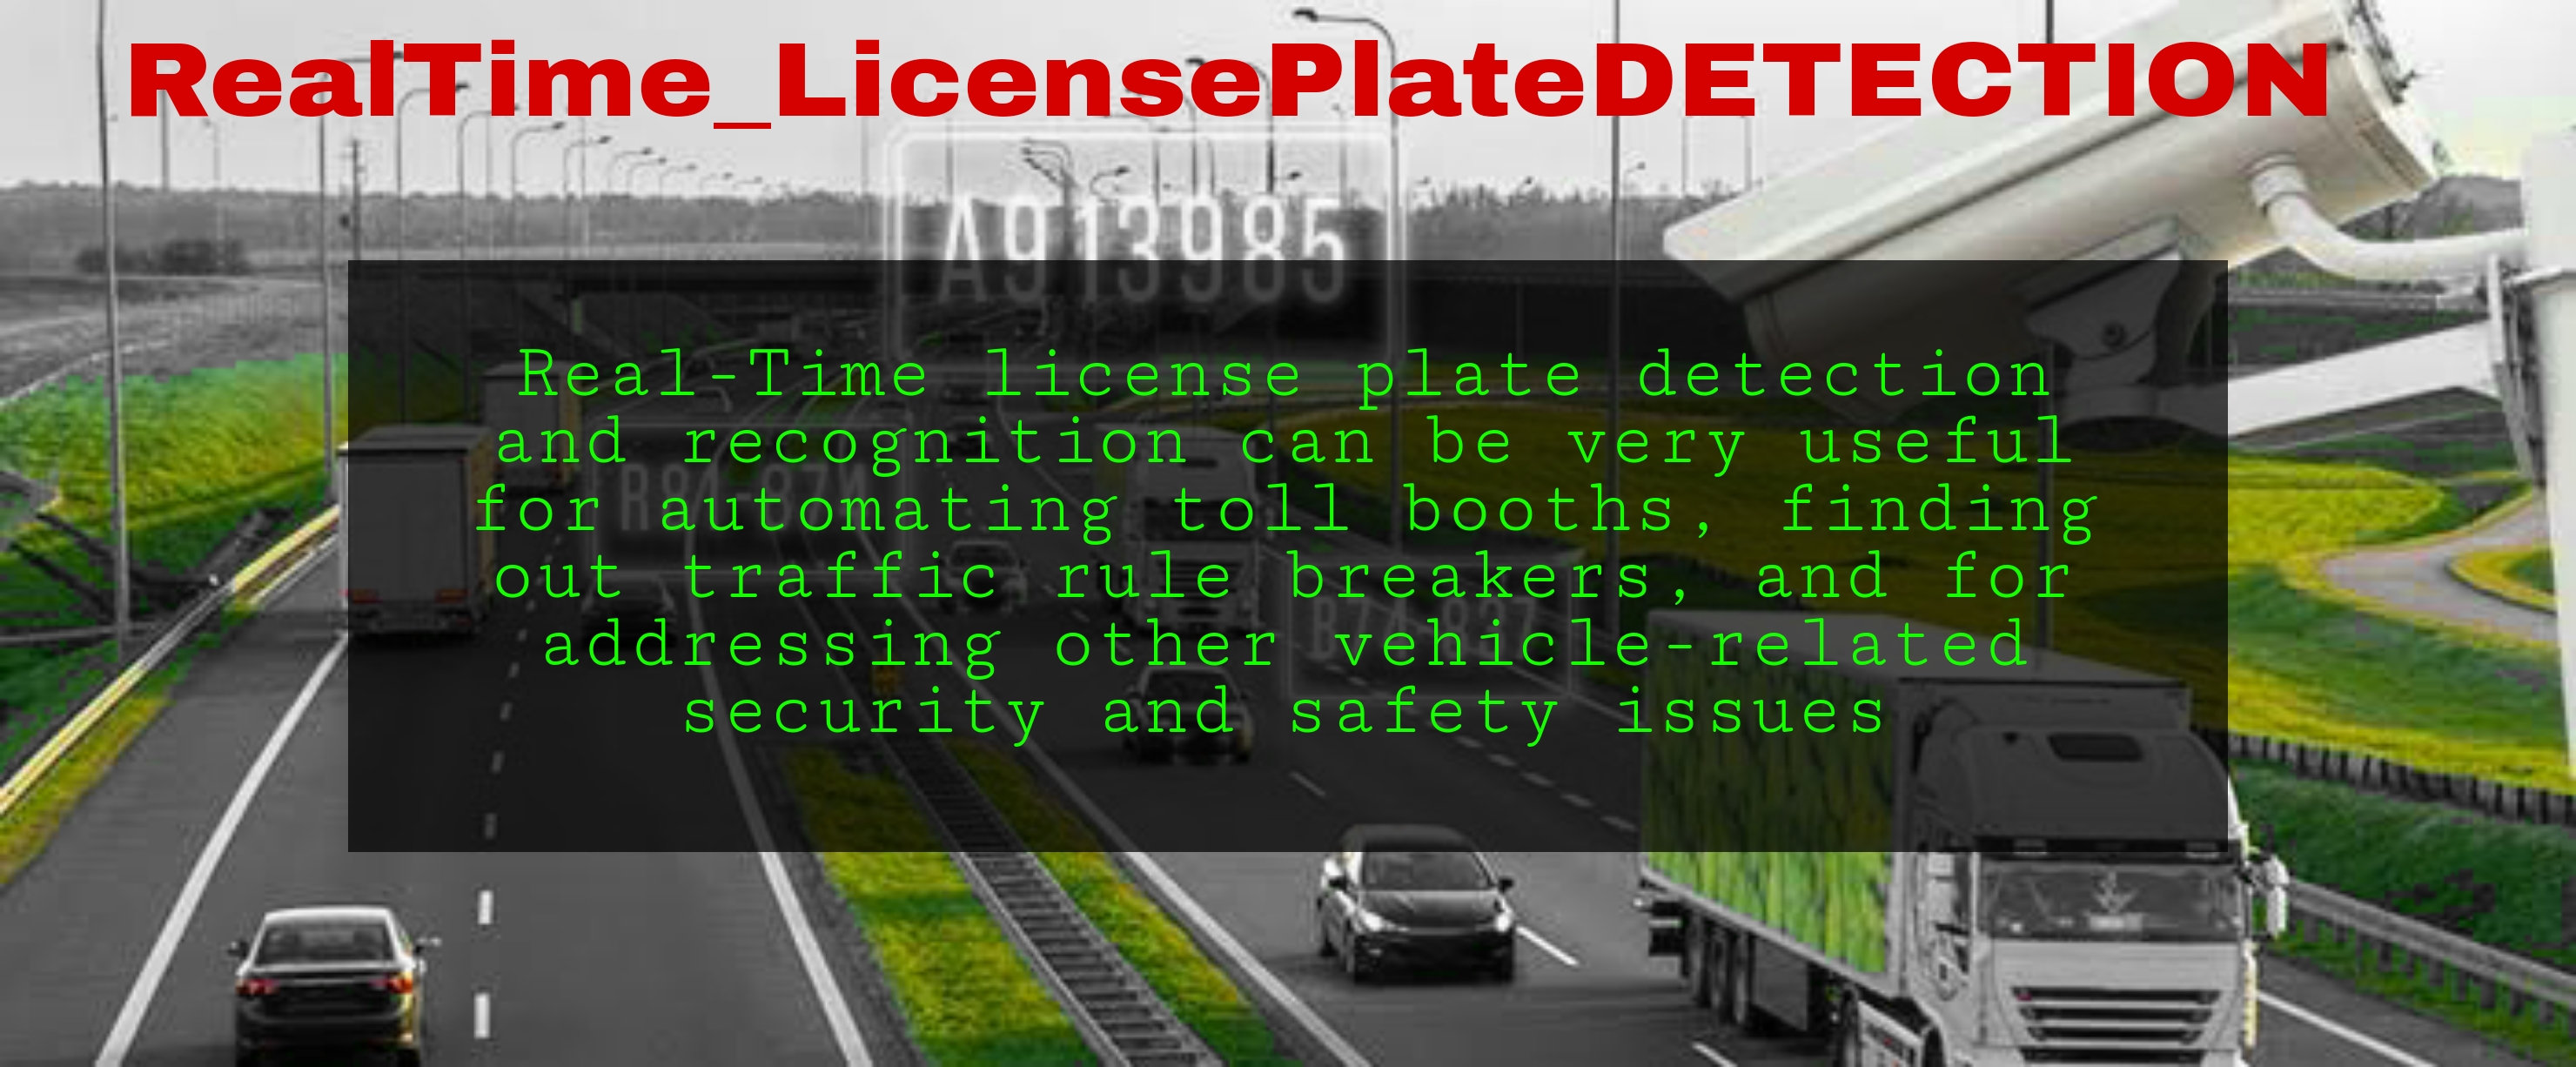 RealTime_LicensePlateDETECTION
A913985
Real-Time license plate detection
and recognition can be very useful
for automating toll booths, finding
out traffic rule breakers, and for
addressing other vehicle-related
security and safety issues